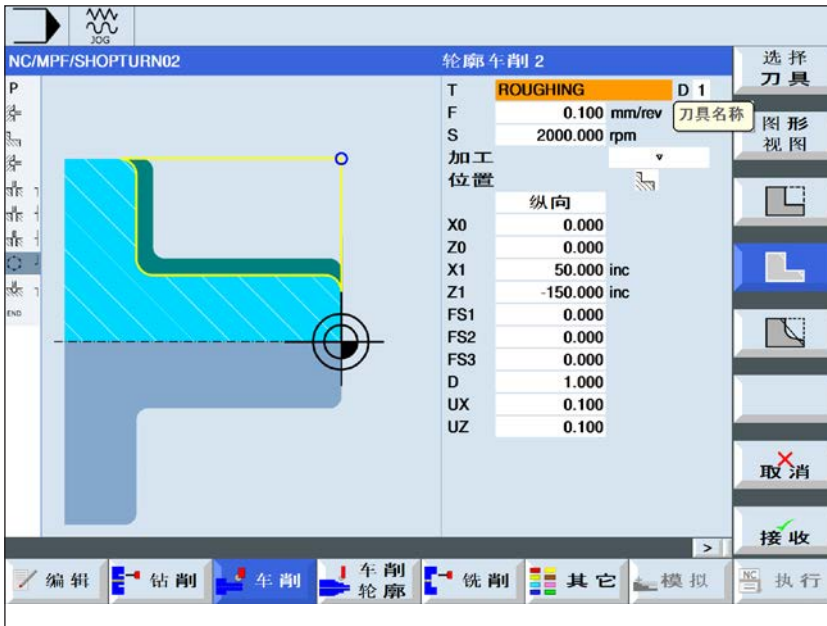 JOG
NC/MPF/SHOPTURN02
轮廓车削 2
P
END
T ROUGHING D 1
F 0.100 mm/rev
刀具名称
S 2000.000 rpm
加工
位置
纵向
X0 0.000
Z0 0.000
X1 50.000 inc
Z1 -150.000 inc
FS1 0.000
FS2 0.000
FS3 0.000
D 1.000
UX 0.100
UZ 0.100
选择
刀具
图形
视图
取消
接收
>
编辑
钻削
车削
车削
轮廓
铣削
其它
模拟
NC
执行